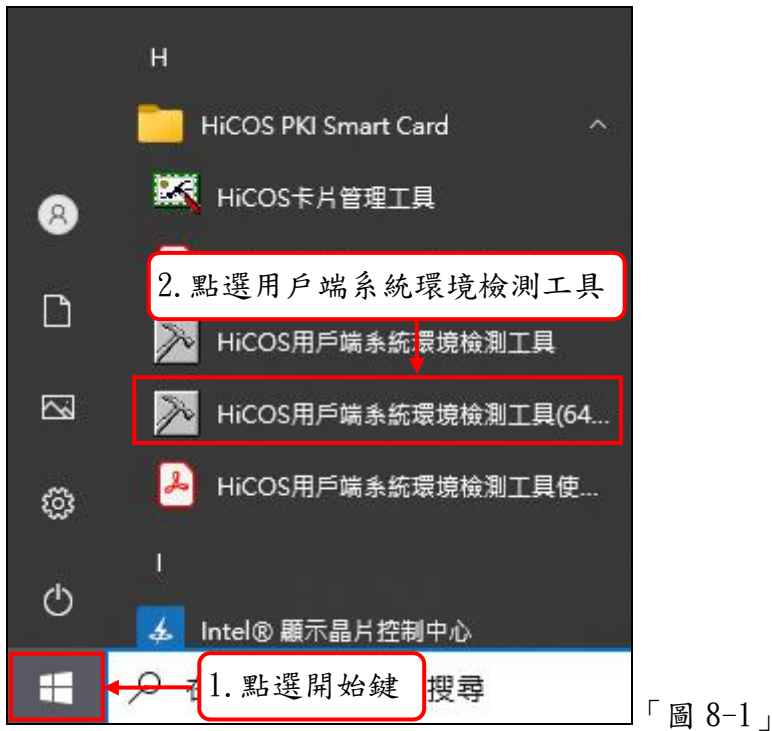 H
HiCOS PKI Smart Card
HiCOS卡片管理工具
2.點選用戶端系統環境檢測工具
HiCOS用戶端系統環境檢測工具
HiCOS用戶端系統環境檢測工具(64...
HiCOS用戶端系統環境檢測工具使...
I
Intel® 顯示晶片控制中心
1.點選開始鍵
搜尋
「圖 8-1」